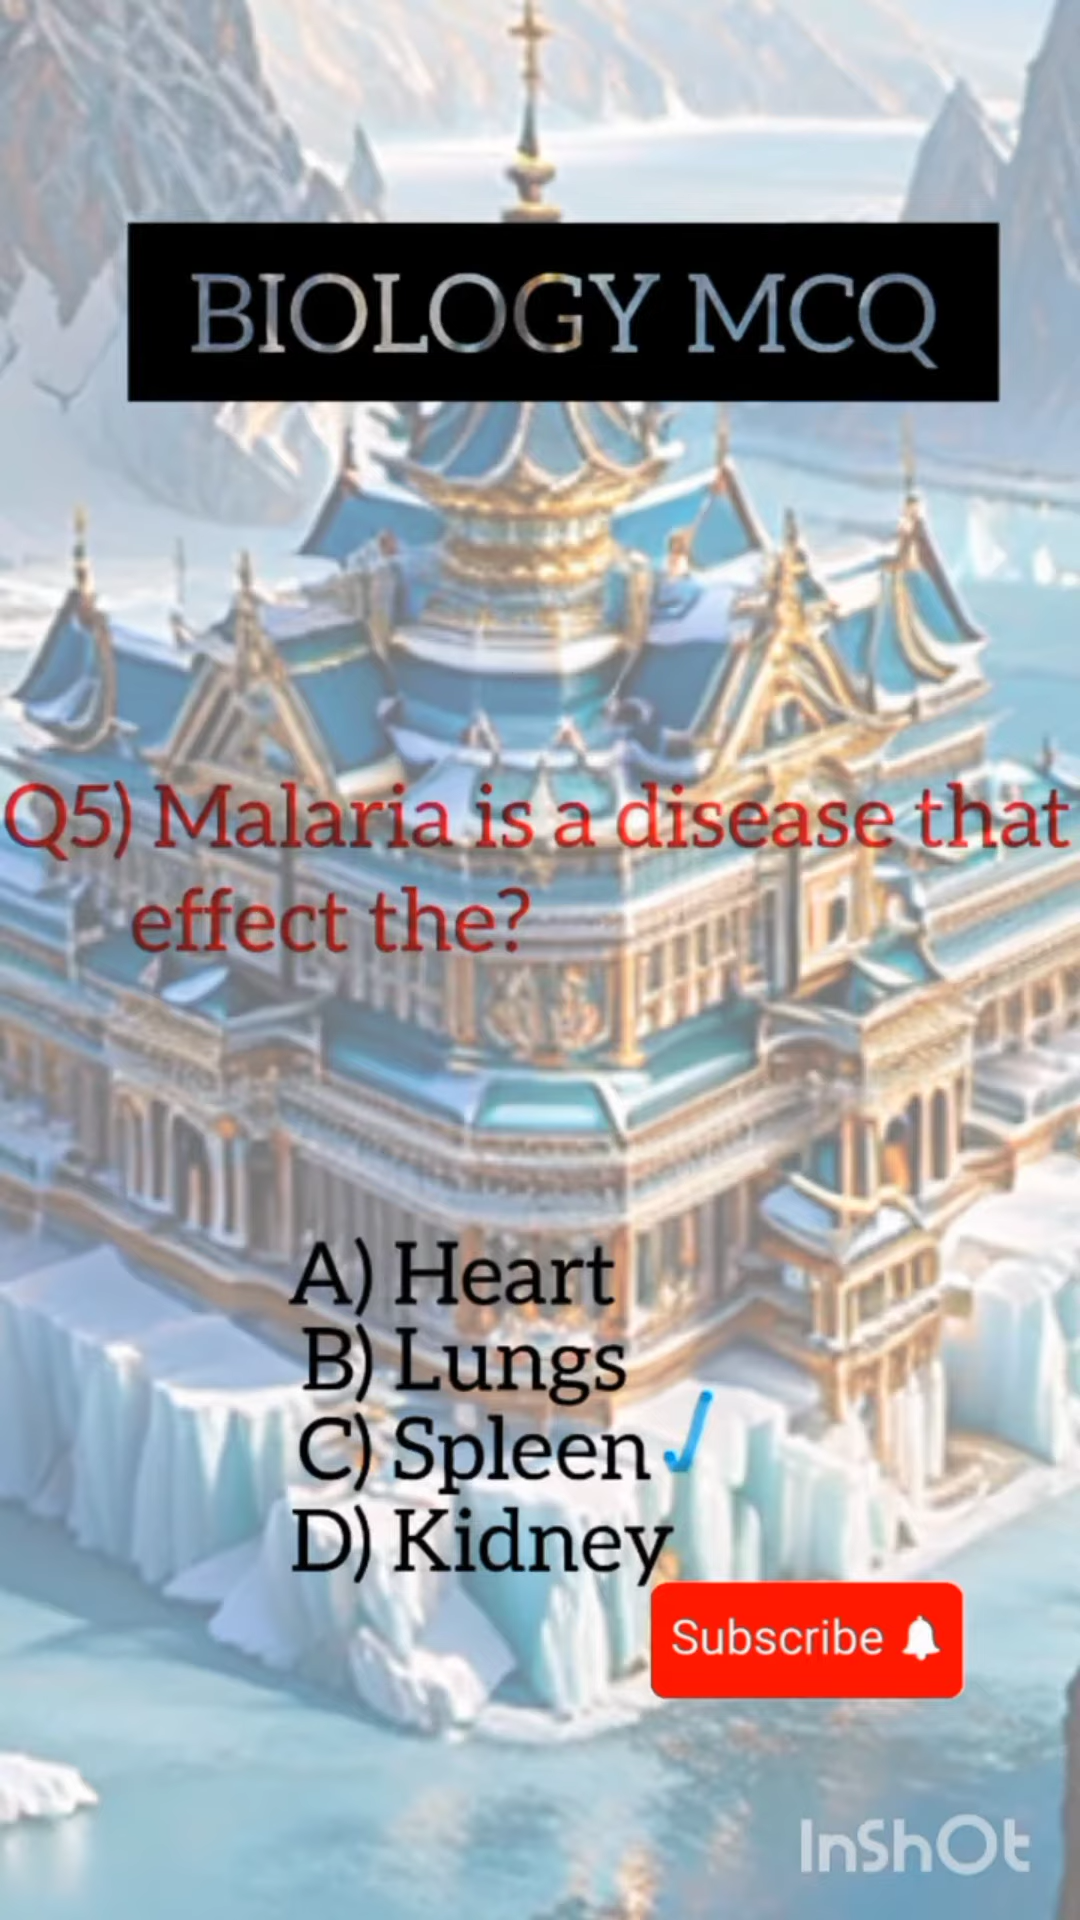 BIOLOGY MCQ
Q5) Malaria is a disease that
effect the?
A) Heart
B) Lungs
C) Spleen
D) Kidney
Subscribe
InShOt